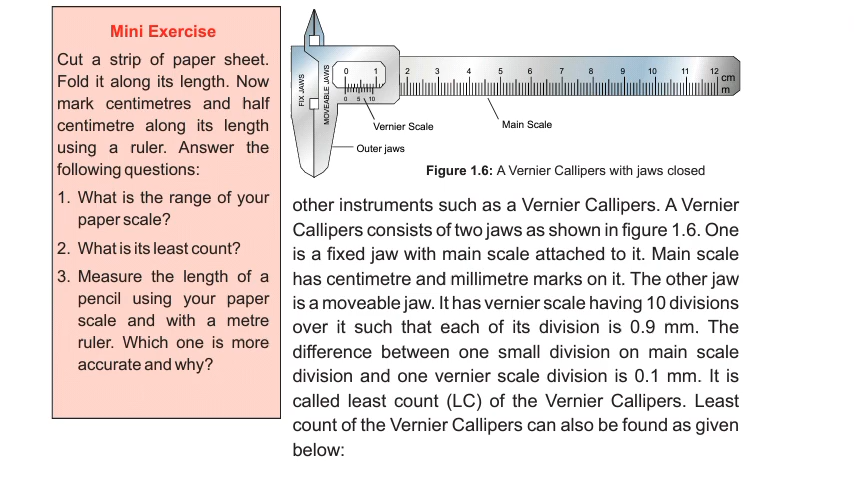 Mini Exercise
Cut a strip of paper sheet.
Fold it along its length. Now
mark centimetres and half
centimetre along its length
using a ruler. Answer the
following questions:
1. What is the range of your
paper scale?
2. What is its least count?
3. Measure the length of a
pencil using your paper
scale and with a metre
ruler. Which one is more
accurate and why?
FIX JAWS
MOVEABLE JAWS
0 1 2 3 4 5 6 7 8 9 10 11 12 cm
m
0 5 10
Vernier Scale
Main Scale
Outer jaws
Figure 1.6: A Vernier Callipers with jaws closed
other instruments such as a Vernier Callipers. A Vernier
Callipers consists of two jaws as shown in figure 1.6. One
is a fixed jaw with main scale attached to it. Main scale
has centimetre and millimetre marks on it. The other jaw
is a moveable jaw. It has vernier scale having 10 divisions
over it such that each of its division is 0.9 mm. The
difference between one small division on main scale
division and one vernier scale division is 0.1 mm. It is
called least count (LC) of the Vernier Callipers. Least
count of the Vernier Callipers can also be found as given
below: